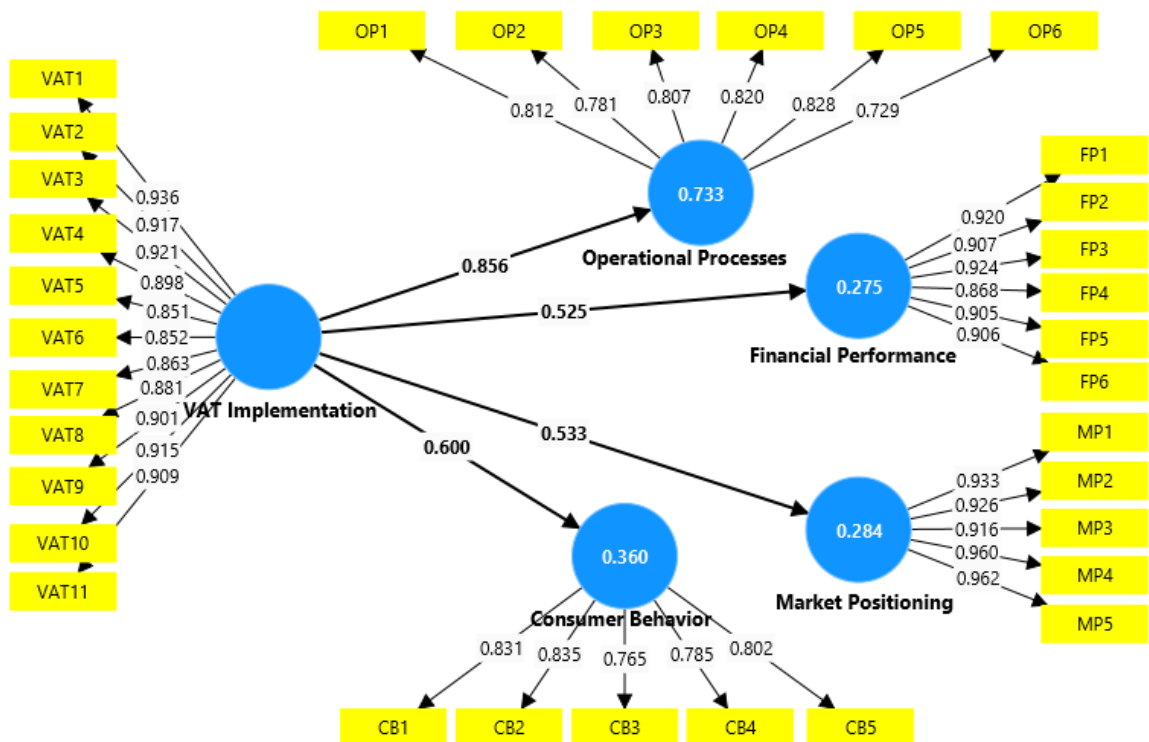 OP1
OP2
OP3
OP4
OP5
OP6
0.812
0.781
0.807
0.820
0.828
0.729
VAT1
VAT2
VAT3
VAT4
VAT5
VAT6
VAT7
VAT8
VAT9
VAT10
VAT11
0.936
0.917
0.921
0.898
0.851
0.852
0.863
0.881
0.901
0.915
0.909
VAT Implementation
0.856
0.525
0.533
0.600
0.733
Operational Processes
0.275
Financial Performance
0.920
0.907
0.924
0.868
0.905
0.906
FP1
FP2
FP3
FP4
FP5
FP6
0.284
Market Positioning
0.933
0.926
0.916
0.960
0.962
MP1
MP2
MP3
MP4
MP5
0.360
Consumer Behavior
0.831
0.835
0.765
0.785
0.802
CB1
CB2
CB3
CB4
CB5